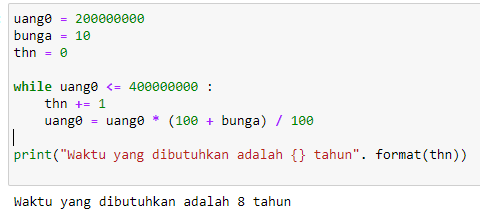 uang0 = 200000000
bunga = 10
thn = 0
while uang0 <= 400000000 :
    thn += 1
    uang0 = uang0 * (100 + bunga) / 100
print("Waktu yang dibutuhkan adalah {} tahun". format(thn))
Waktu yang dibutuhkan adalah 8 tahun